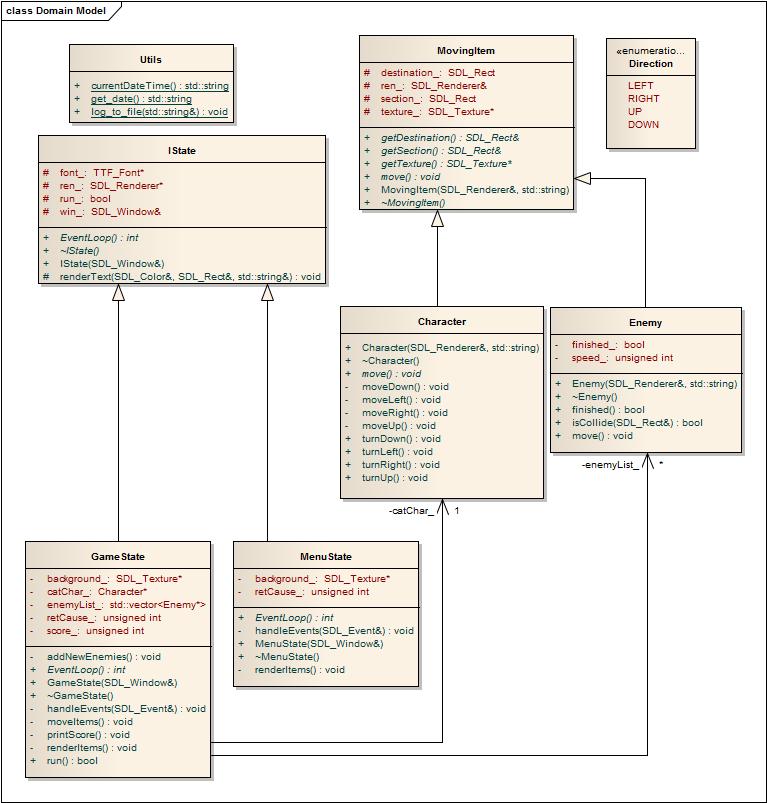 class Domain Model
Utils
+ currentDateTime() : std::string
+ get_date() : std::string
+ log_to_file(std::string&) : void
MovingItem
# destination_: SDL_Rect
# ren_: SDL_Renderer&
# section_: SDL_Rect
# texture_: SDL_Texture*
+ getDestination() : SDL_Rect&
+ getSection() : SDL_Rect&
+ getTexture() : SDL_Texture*
+ move() : void
+ MovingItem(SDL_Renderer&, std::string)
+ ~MovingItem()
«enumeratio...
Direction
LEFT
RIGHT
UP
DOWN
IState
# font_: TTF_Font*
# ren_: SDL_Renderer*
# run_: bool
# win_: SDL_Window&
+ EventLoop() : int
+ ~IState()
+ IState(SDL_Window&)
# renderText(SDL_Color&, SDL_Rect&, std::string&) : void
Character
+ Character(SDL_Renderer&, std::string)
+ ~Character()
+ move() : void
- moveDown() : void
- moveLeft() : void
- moveRight() : void
- moveUp() : void
+ turnDown() : void
+ turnLeft() : void
+ turnRight() : void
+ turnUp() : void
Enemy
- finished_: bool
- speed_: unsigned int
+ Enemy(SDL_Renderer&, std::string)
+ ~Enemy()
+ finished() : bool
+ isCollide(SDL_Rect&) : bool
+ move() : void
-enemyList_ *
-catChar_ 1
GameState
- background_: SDL_Texture*
- catChar_: Character*
- enemyList_: std::vector<Enemy*>
- retCause_: unsigned int
- score_: unsigned int
- addNewEnemies() : void
+ EventLoop() : int
+ GameState(SDL_Window&)
+ ~GameState()
- handleEvents(SDL_Event&) : void
- moveItems() : void
- printScore() : void
- renderItems() : void
+ run() : bool
MenuState
- background_: SDL_Texture*
- retCause_: unsigned int
+ EventLoop() : int
- handleEvents(SDL_Event&) : void
+ MenuState(SDL_Window&)
+ ~MenuState()
- renderItems() : void